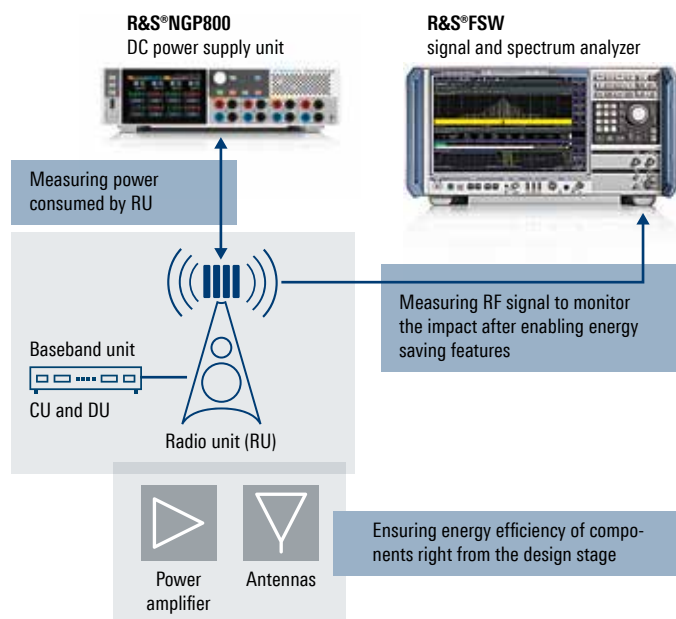 R&S®NGP800
DC power supply unit
R&S®FSW
signal and spectrum analyzer
Measuring power
consumed by RU
Measuring RF signal to monitor
the impact after enabling energy
saving features
Baseband unit
CU and DU
Radio unit (RU)
Ensuring energy efficiency of compo-
nents right from the design stage
Power
amplifier
Antennas